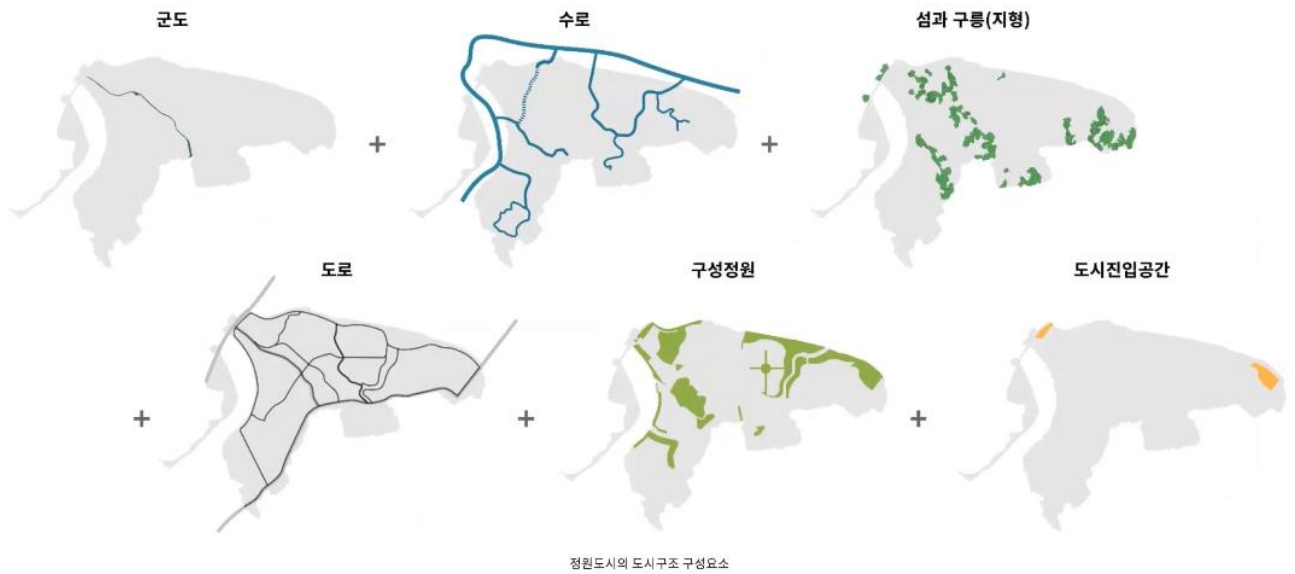 군도
수로
섬과 구릉(지형)
+
+
도로
구성정원
도시진입공간
+
+
+
정원도시의 도시구조 구성요소